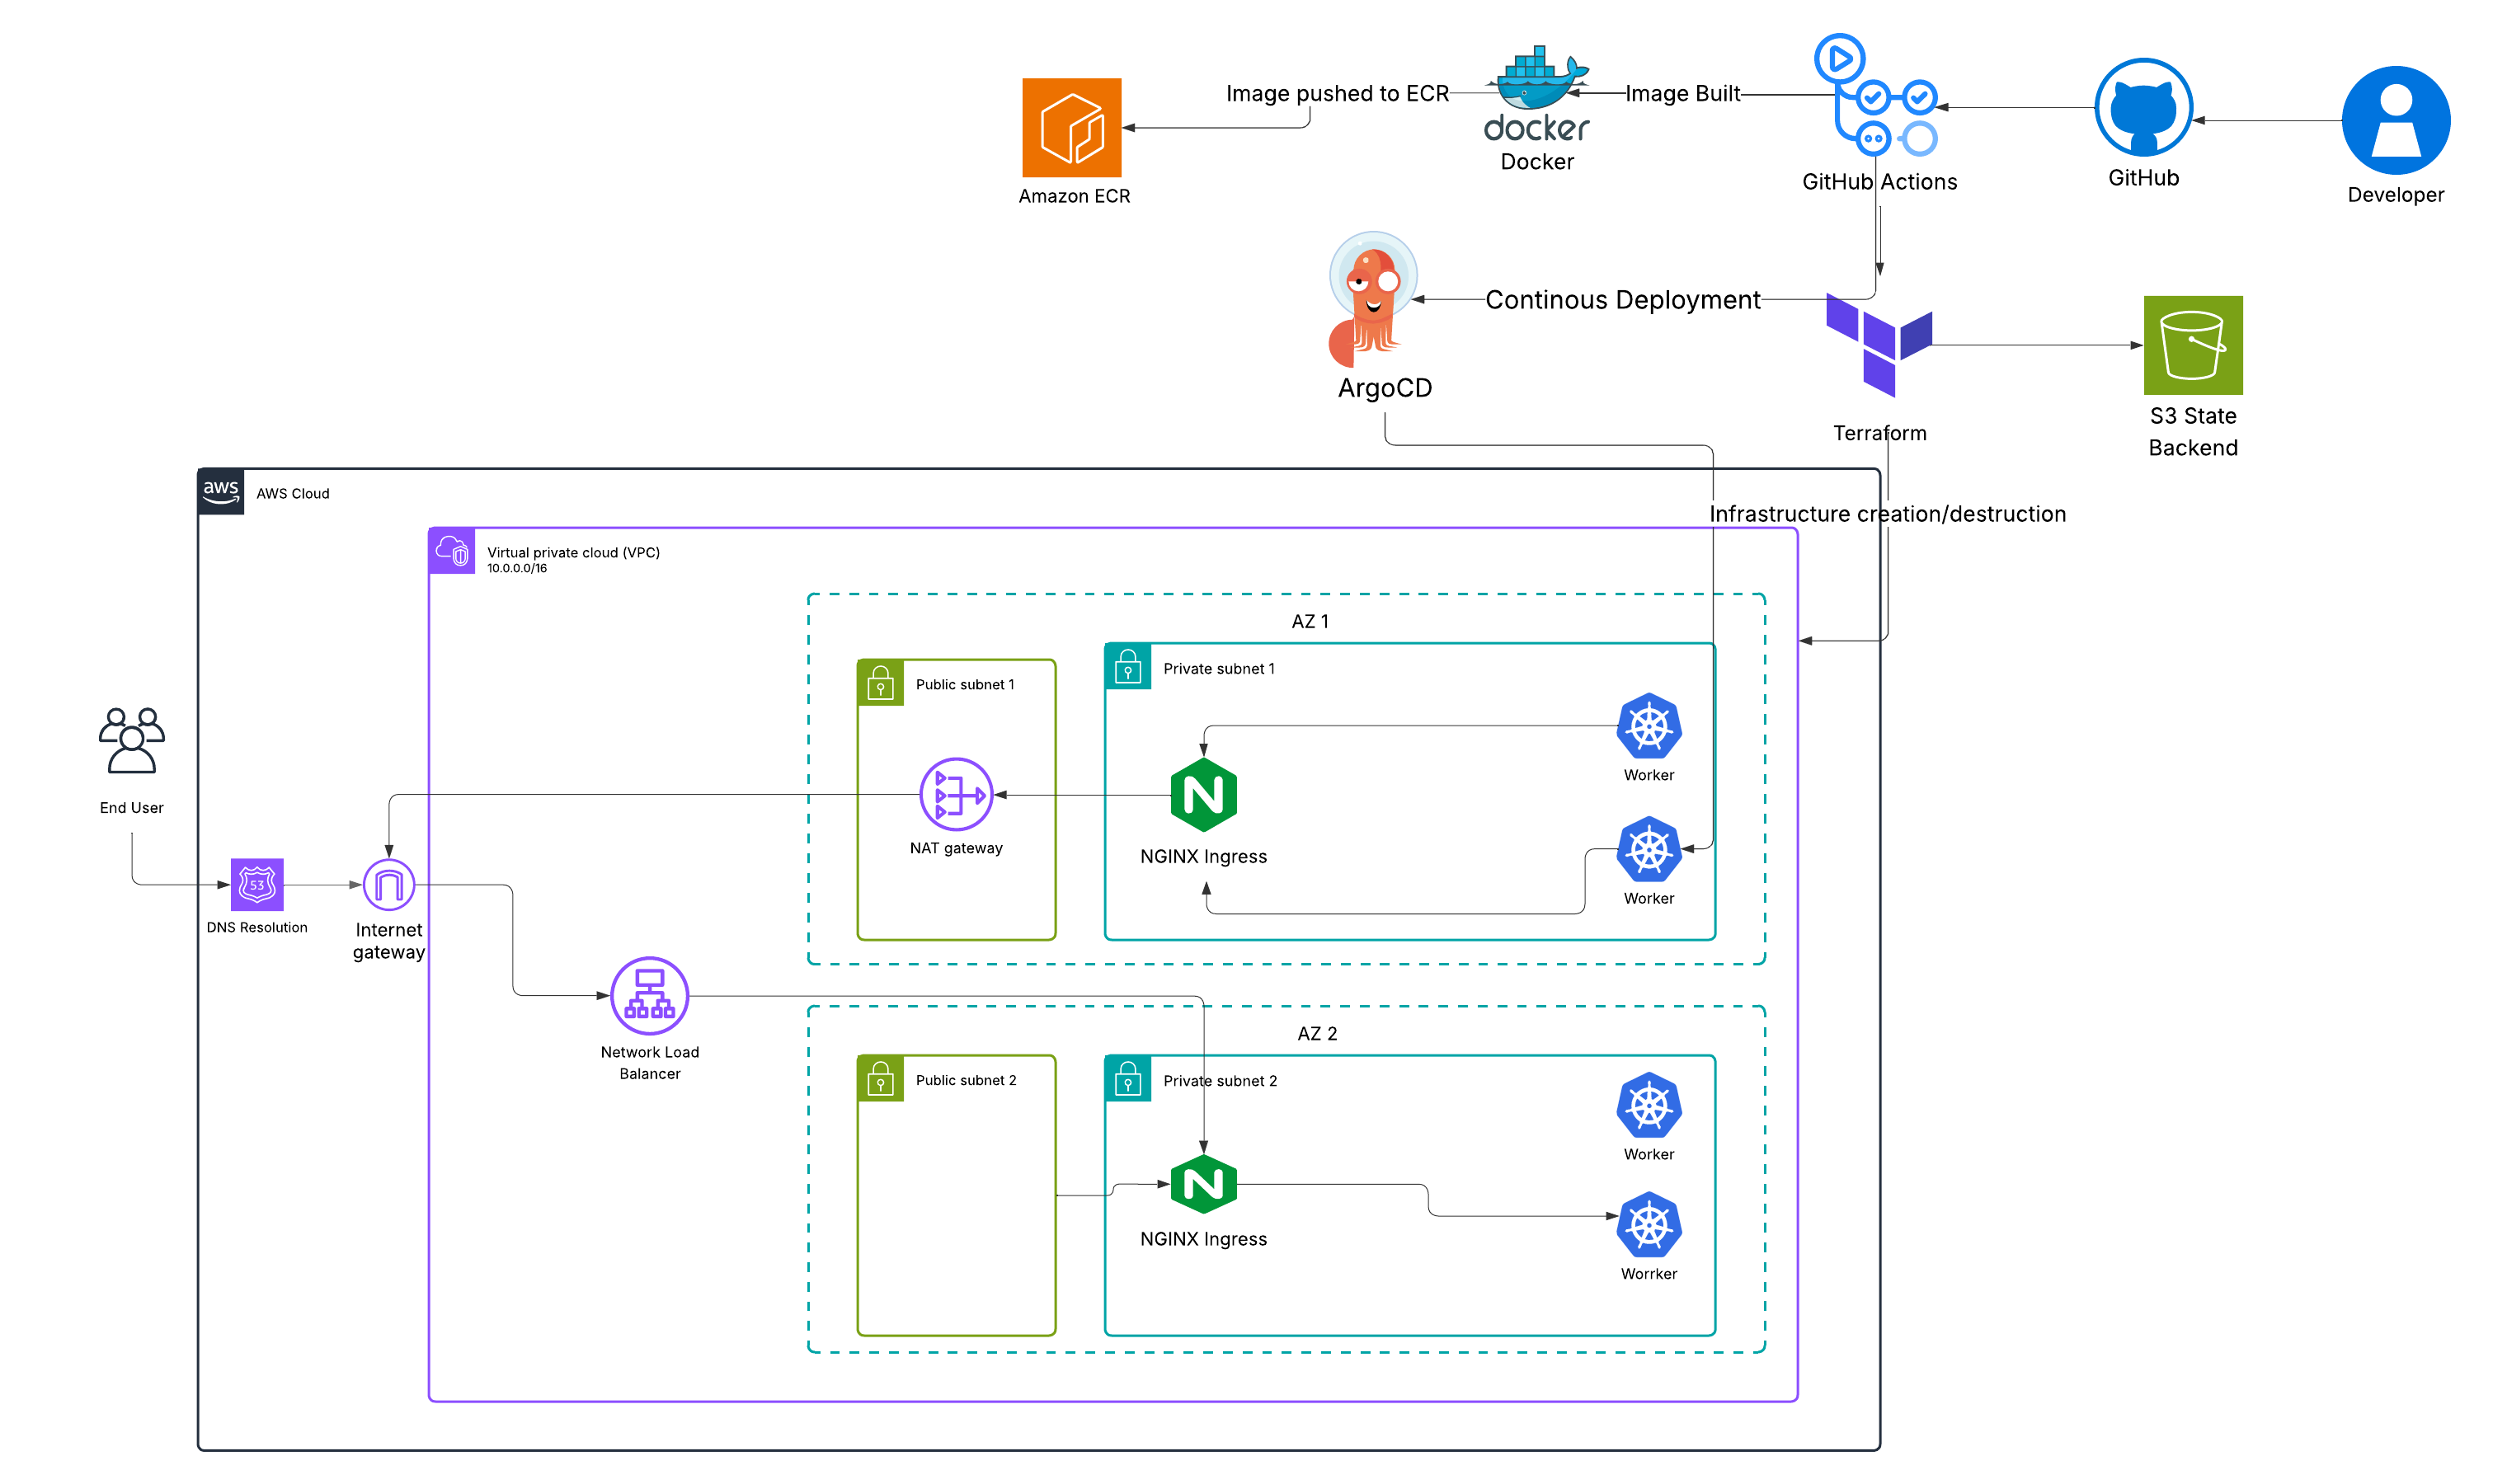 Image pushed to ECR
docker
Docker
Image Built
GitHub Actions
GitHub
Developer
Amazon ECR
Continous Deployment
ArgoCD
Terraform
S3 State
Backend
aws
AWS Cloud
Infrastructure creation/destruction
Virtual private cloud (VPC)
10.0.0.0/16
AZ 1
Public subnet 1
Private subnet 1
Worker
End User
NAT gateway
NGINX Ingress
N
Worker
53
DNS Resolution
Internet
gateway
Network Load
Balancer
AZ 2
Public subnet 2
Private subnet 2
Worker
N
NGINX Ingress
Worrker